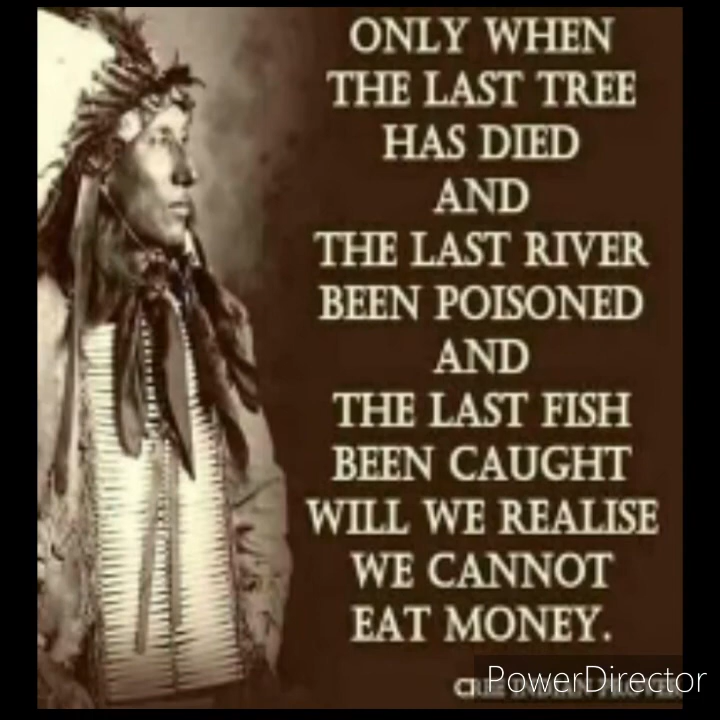 ONLY WHEN
THE LAST TREE
HAS DIED
AND
THE LAST RIVER
BEEN POISONED
AND
THE LAST FISH
BEEN CAUGHT
WILL WE REALISE
WE CANNOT
EAT MONEY.
PowerDirector